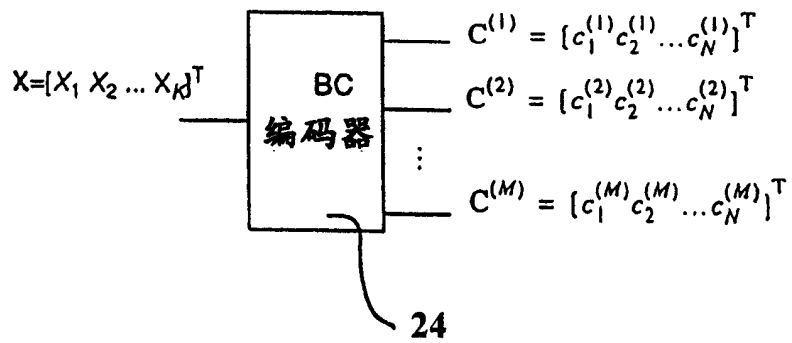 X=[X₁ X₂ ... X_K]ᵀ
BC
编码器
C⁽¹⁾ = [c₁⁽¹⁾c₂⁽¹⁾...c_N⁽¹⁾]ᵀ
C⁽²⁾ = [c₁⁽²⁾c₂⁽²⁾...c_N⁽²⁾]ᵀ
⋮
C⁽ᴹ⁾ = [c₁⁽ᴹ⁾c₂⁽ᴹ⁾...c_N⁽ᴹ⁾]ᵀ
24